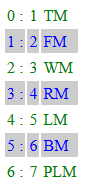 0 : 1 TM
1 : 2 FM
2 : 3 WM
3 : 4 RM
4 : 5 LM
5 : 6 BM
6 : 7 PLM